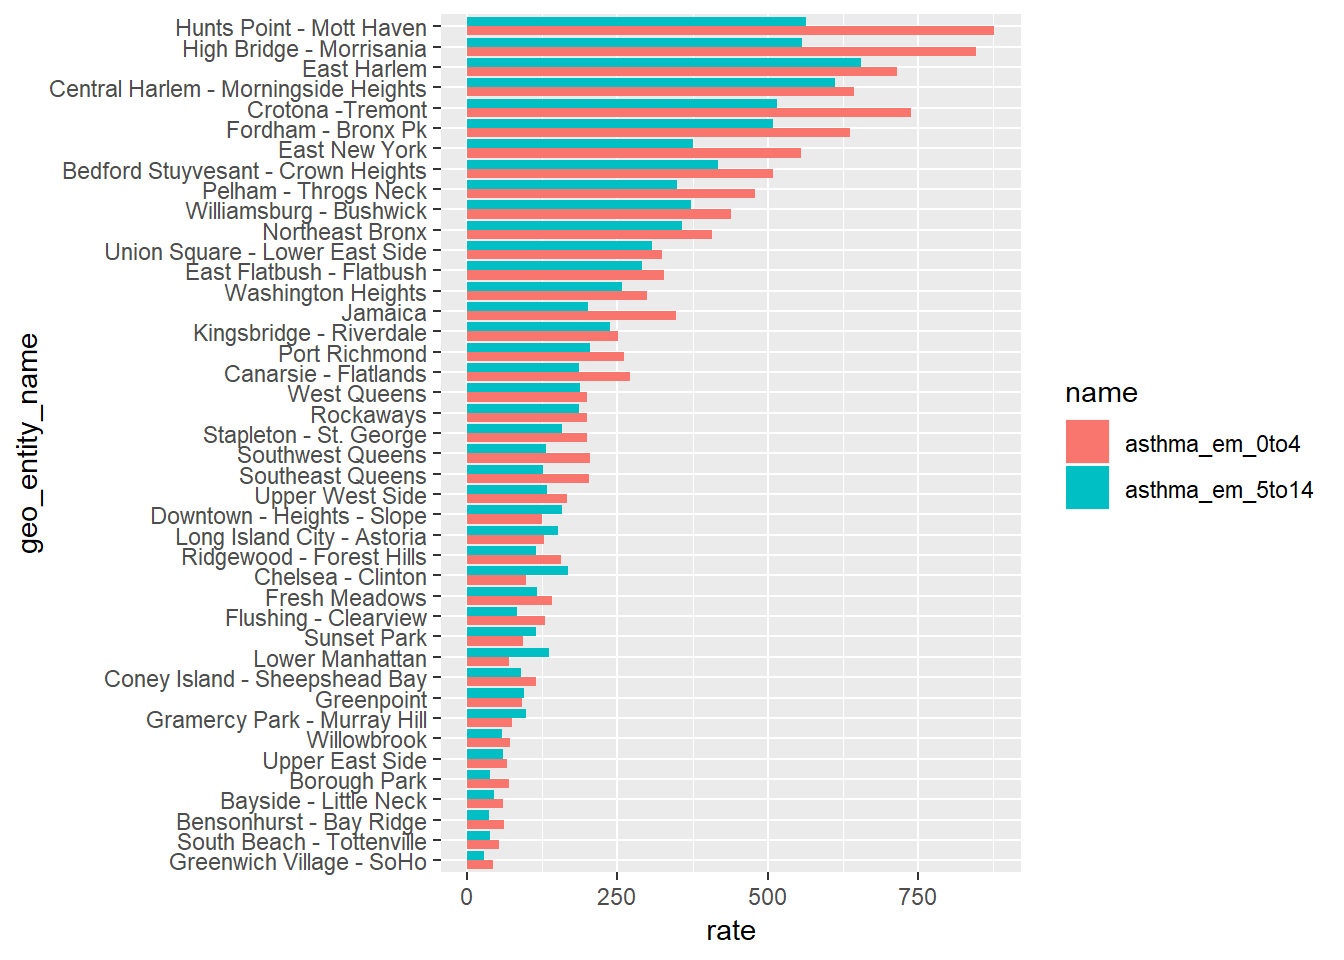 Hunts Point - Mott Haven
High Bridge - Morrisania
East Harlem
Central Harlem - Morningside Heights
Crotona -Tremont
Fordham - Bronx Pk
East New York
Bedford Stuyvesant - Crown Heights
Pelham - Throgs Neck
Williamsburg - Bushwick
Northeast Bronx
Union Square - Lower East Side
East Flatbush - Flatbush
Washington Heights
Jamaica
Kingsbridge - Riverdale
Port Richmond
Canarsie - Flatlands
West Queens
Rockaways
Stapleton - St. George
Southwest Queens
Southeast Queens
Upper West Side
Downtown - Heights - Slope
Long Island City - Astoria
Ridgewood - Forest Hills
Chelsea - Clinton
Fresh Meadows
Flushing - Clearview
Sunset Park
Lower Manhattan
Coney Island - Sheepshead Bay
Greenpoint
Gramercy Park - Murray Hill
Willowbrook
Upper East Side
Borough Park
Bayside - Little Neck
Bensonhurst - Bay Ridge
South Beach - Tottenville
Greenwich Village - SoHo
geo_entity_name
0 250 500 750
rate
name
asthma_em_0to4
asthma_em_5to14